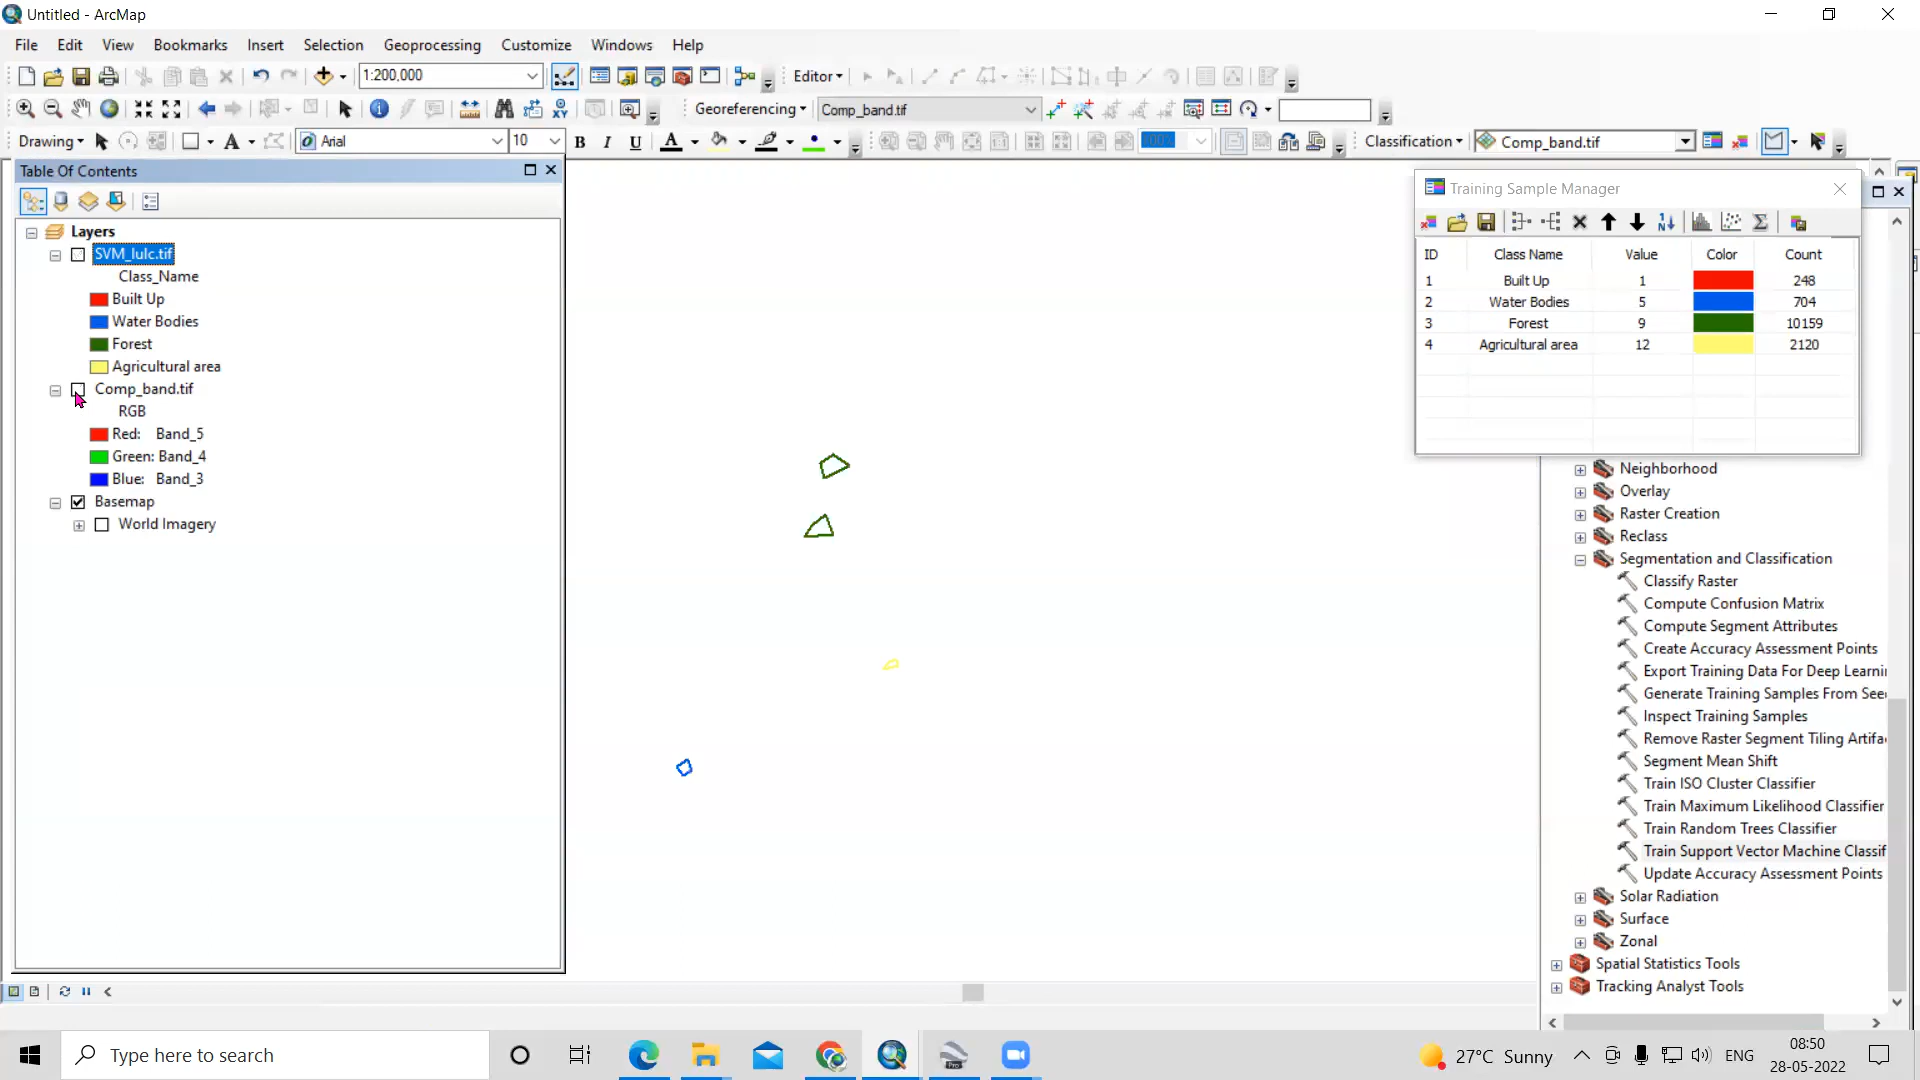 Untitled - ArcMap
File Edit View Bookmarks Insert Selection Geoprocessing Customize Windows Help
1:200,000 Editor
Georeferencing Comp_band.tif
Drawing A Arial 10 B I U A Classification Comp_band.tif
Table Of Contents
Layers
SVM_lulc.tif
Class_Name
Built Up
Water Bodies
Forest
Agricultural area
Comp_band.tif
RGB
Red: Band_5
Green: Band_4
Blue: Band_3
Basemap
World Imagery
Training Sample Manager
ID Class Name Value Color Count
1 Built Up 1 248
2 Water Bodies 5 704
3 Forest 9 10159
4 Agricultural area 12 2120
Neighborhood
Overlay
Raster Creation
Reclass
Segmentation and Classification
Classify Raster
Compute Confusion Matrix
Compute Segment Attributes
Create Accuracy Assessment Points
Export Training Data For Deep Learni
Generate Training Samples From See
Inspect Training Samples
Remove Raster Segment Tiling Artifa
Segment Mean Shift
Train ISO Cluster Classifier
Train Maximum Likelihood Classifier
Train Random Trees Classifier
Train Support Vector Machine Classif
Update Accuracy Assessment Points
Solar Radiation
Surface
Zonal
Spatial Statistics Tools
Tracking Analyst Tools
Type here to search
27°C Sunny
ENG
08:50
28-05-2022